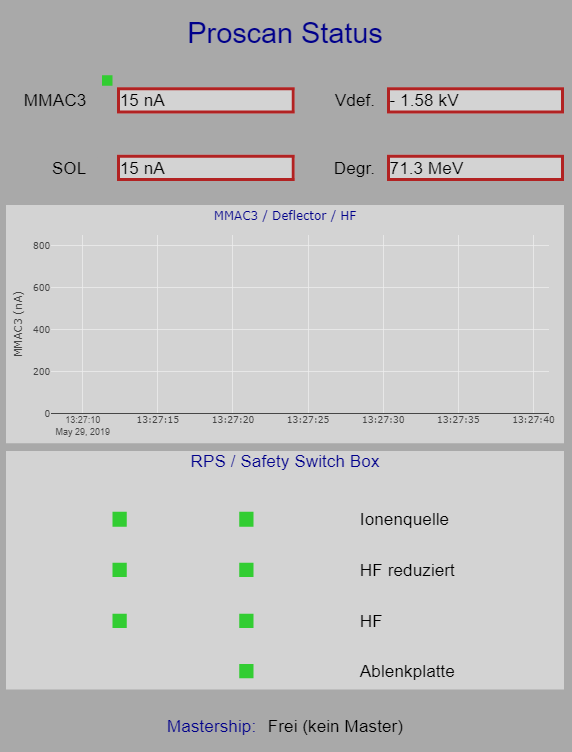 Proscan Status
MMAC3 15 nA Vdef. - 1.58 kV
SOL 15 nA Degr. 71.3 MeV
MMAC3 / Deflector / HF
MMAC3 (nA)
800
600
400
200
0
13:27:10 13:27:15 13:27:20 13:27:25 13:27:30 13:27:35 13:27:40
May 29, 2019
RPS / Safety Switch Box
Ionenquelle
HF reduziert
HF
Ablenkplatte
Mastership: Frei (kein Master)